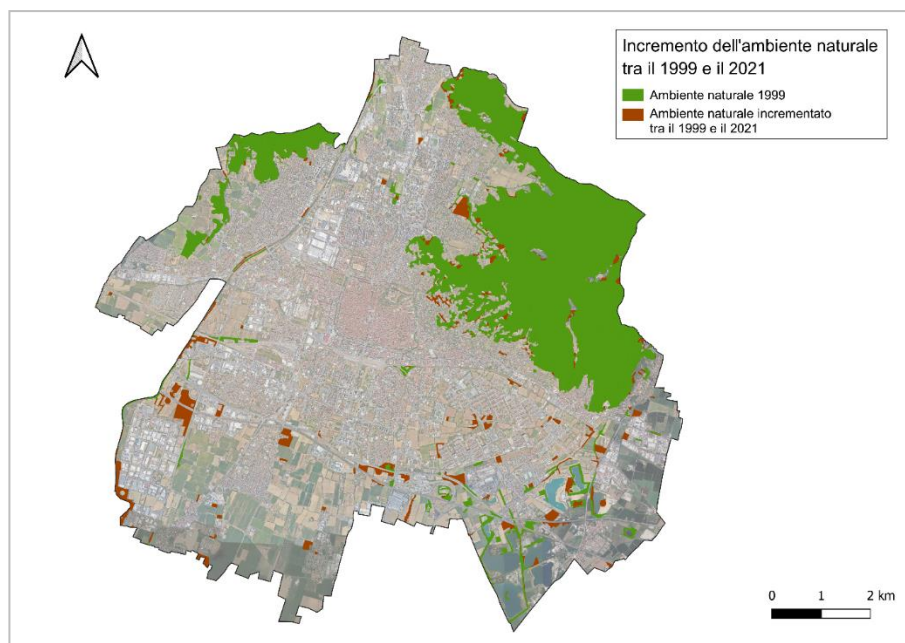 Incremento dell'ambiente naturale
tra il 1999 e il 2021
Ambiente naturale 1999
Ambiente naturale incrementato
tra il 1999 e il 2021
0 1 2 km